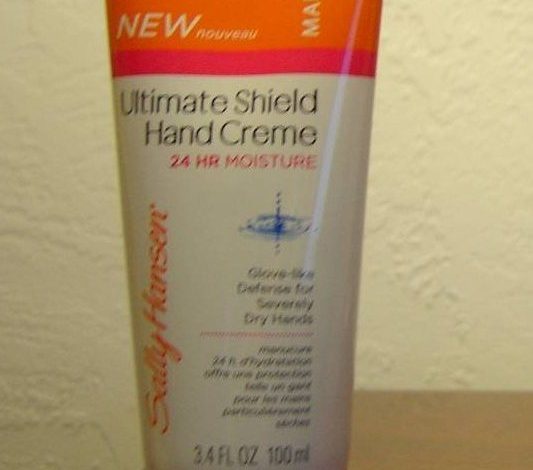 NEW nouveau
MA
Ultimate Shield
Hand Creme
24 HR MOISTURE
Glove-like
Defense for
Severely
Dry Hands
Sally Hansen
manucure
24 h. d'hydratation
offre une protection
telle un gant
pour les mains
particulièrement
sèches
3.4 FL OZ 100 ml